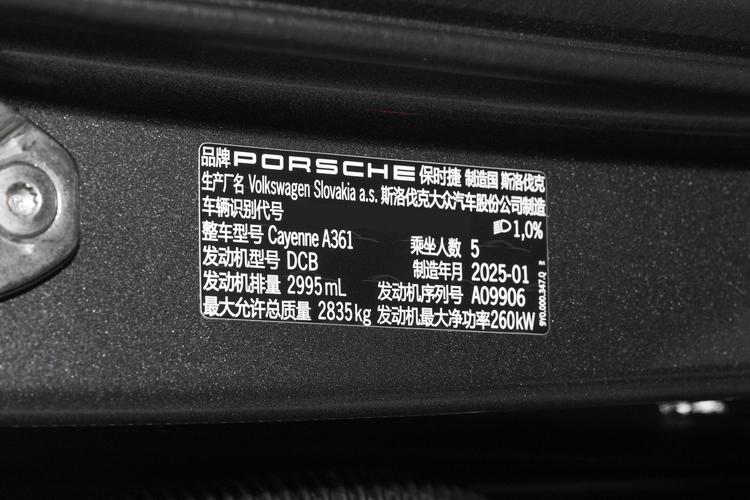 品牌 PORSCHE 保时捷 制造国 斯洛伐克
生产厂名 Volkswagen Slovakia a.s. 斯洛伐克大众汽车股份公司制造
车辆识别代号 1,0%
整车型号 Cayenne A361 乘坐人数 5
发动机型号 DCB 制造年月 2025-01
发动机排量 2995 mL 发动机序列号 A09906
最大允许总质量 2835 kg 发动机最大净功率260kW
9Y0.000.347.Q